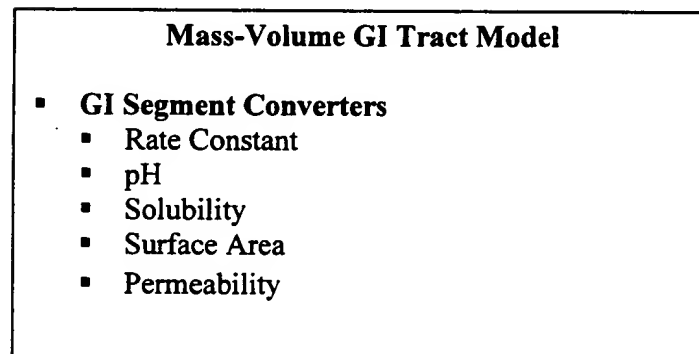 Mass-Volume GI Tract Model
▪ GI Segment Converters
▪ Rate Constant
▪ pH
▪ Solubility
▪ Surface Area
▪ Permeability